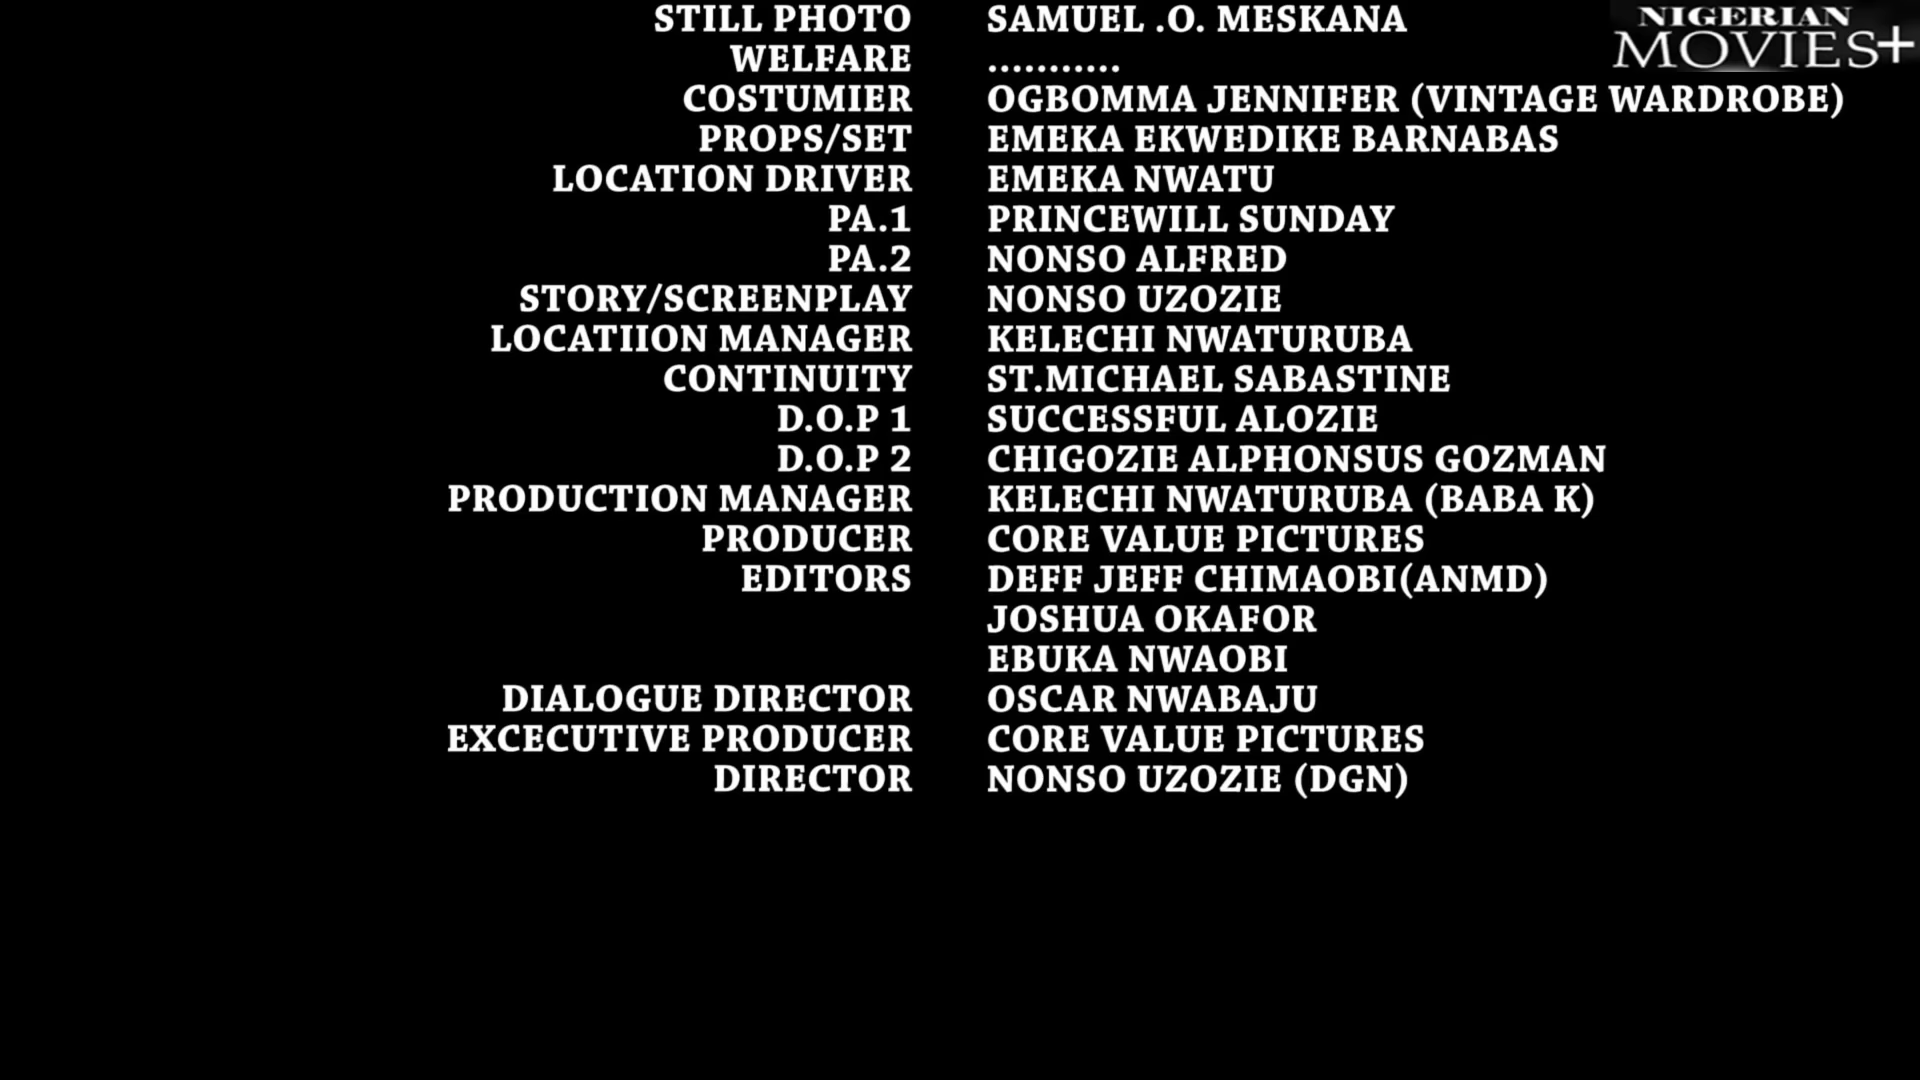 STILL PHOTO SAMUEL .O. MESKANA
NIGERIAN
MOVIES+
WELFARE ...........
COSTUMIER OGBOMMA JENNIFER (VINTAGE WARDROBE)
PROPS/SET EMEKA EKWEDIKE BARNABAS
LOCATION DRIVER EMEKA NWATU
PA.1 PRINCEWILL SUNDAY
PA.2 NONSO ALFRED
STORY/SCREENPLAY NONSO UZOZIE
LOCATIION MANAGER KELECHI NWATURUBA
CONTINUITY ST.MICHAEL SABASTINE
D.O.P 1 SUCCESSFUL ALOZIE
D.O.P 2 CHIGOZIE ALPHONSUS GOZMAN
PRODUCTION MANAGER KELECHI NWATURUBA (BABA K)
PRODUCER CORE VALUE PICTURES
EDITORS DEFF JEFF CHIMAOBI(ANMD)
JOSHUA OKAFOR
EBUKA NWAOBI
DIALOGUE DIRECTOR OSCAR NWABAJU
EXCECUTIVE PRODUCER CORE VALUE PICTURES
DIRECTOR NONSO UZOZIE (DGN)